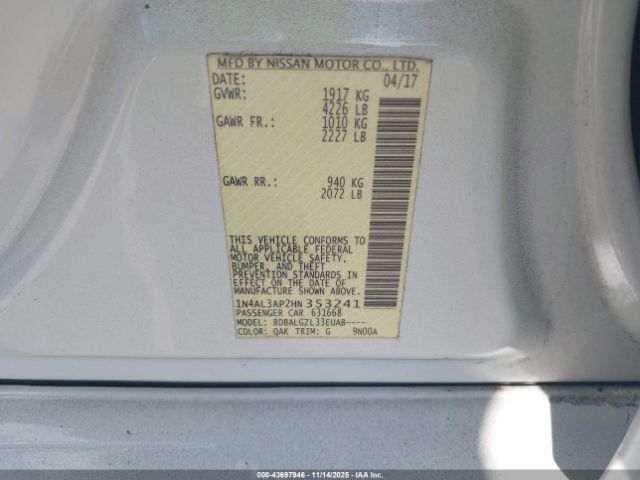 MFD BY NISSAN MOTOR CO., LTD.
DATE: 04/17
GVWR: 1917 KG
4226 LB
GAWR FR.: 1010 KG
2227 LB
GAWR RR.: 940 KG
2072 LB
THIS VEHICLE CONFORMS TO
ALL APPLICABLE FEDERAL
MOTOR VEHICLE SAFETY,
BUMPER, AND THEFT
PREVENTION STANDARDS IN
EFFECT ON THE DATE OF
MANUFACTURE SHOWN ABOVE.
1N4AL3AP2HN353241
PASSENGER CAR 631668
MODEL: BDBALGZL33EUAB----
COLOR: QAK TRIM: G 9N00A
© IAA 000-43697946 | 11/14/2025 | © IAAI.COM